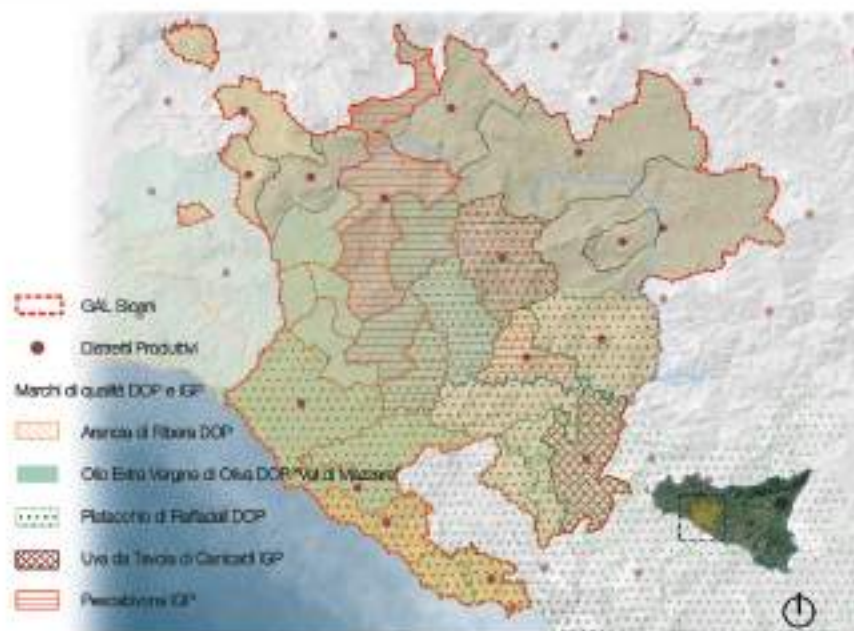 GAL Sicani
Distretti Produttivi
Marchi di qualità DOP e IGP
Arancia di Ribera DOP
Olio Extra Vergine di Oliva DOP "Val di Mazara"
Pistacchio di Raffadali DOP
Uva da Tavola di Canicattì IGP
Pescabivona IGP